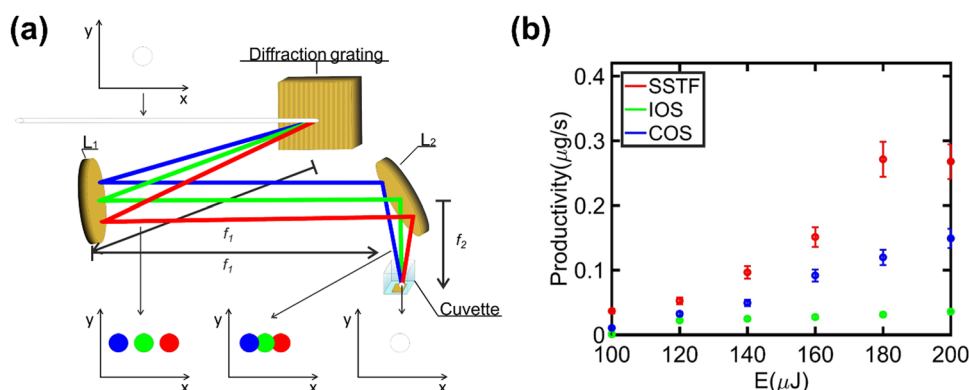 (a)
y
x
Diffraction grating
L1
L2
f1
f1
f2
Cuvette
y
x
y
x
y
x
(b)
Productivity(μg/s)
0.4
0.3
0.2
0.1
0
SSTF
IOS
COS
100
120
140
160
180
200
E(μJ)